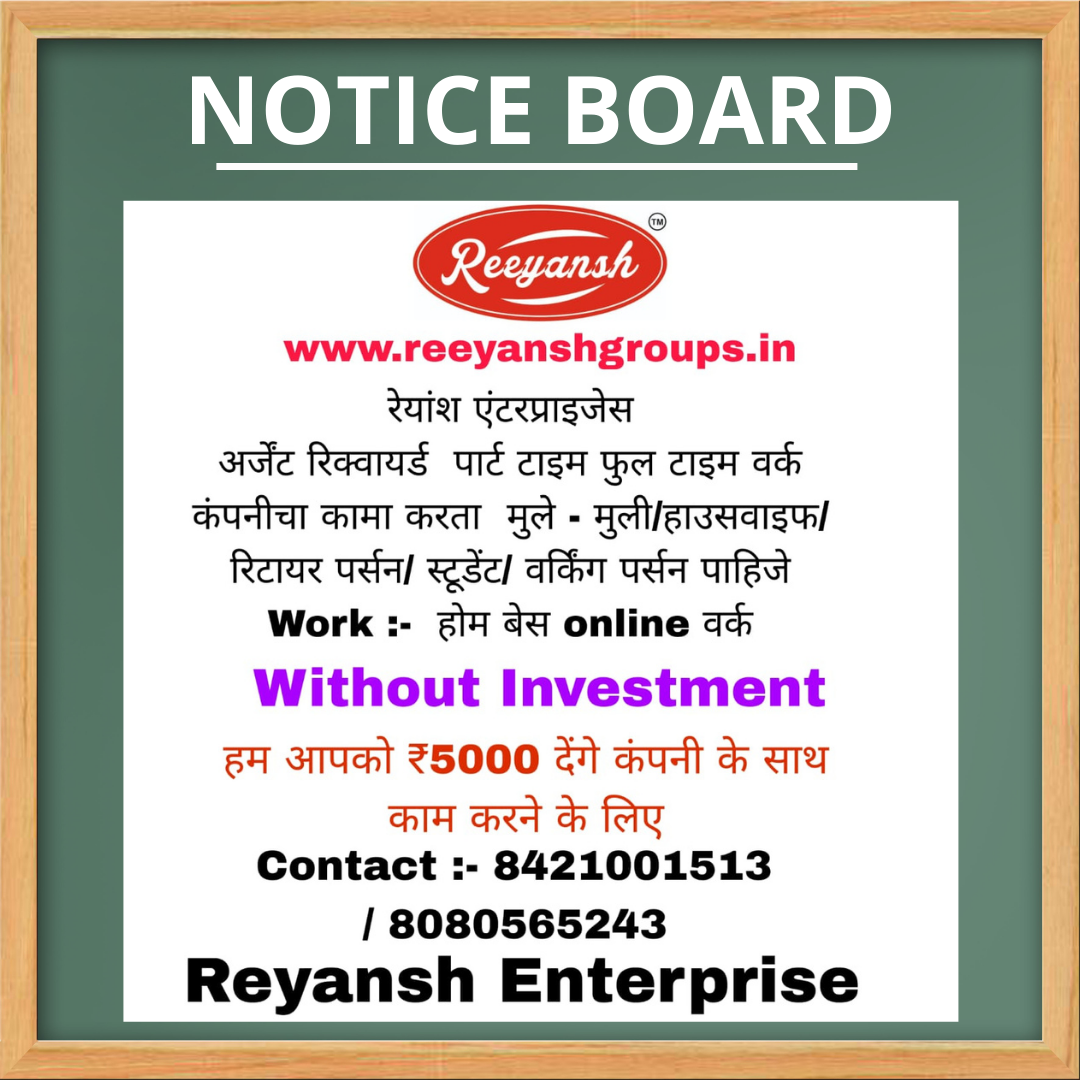 NOTICE BOARD
Reeyansh TM
www.reeyanshgroups.in
रेयांश एंटरप्राइजेस
अर्जेंट रिक्वायर्ड पार्ट टाइम फुल टाइम वर्क
कंपनीचा कामा करता मुले - मुली/हाउसवाइफ/
रिटायर पर्सन/ स्टूडेंट/ वर्किंग पर्सन पाहिजे
Work :- होम बेस online वर्क
Without Investment
हम आपको ₹5000 देंगे कंपनी के साथ
काम करने के लिए
Contact :- 8421001513
/ 8080565243
Reyansh Enterprise